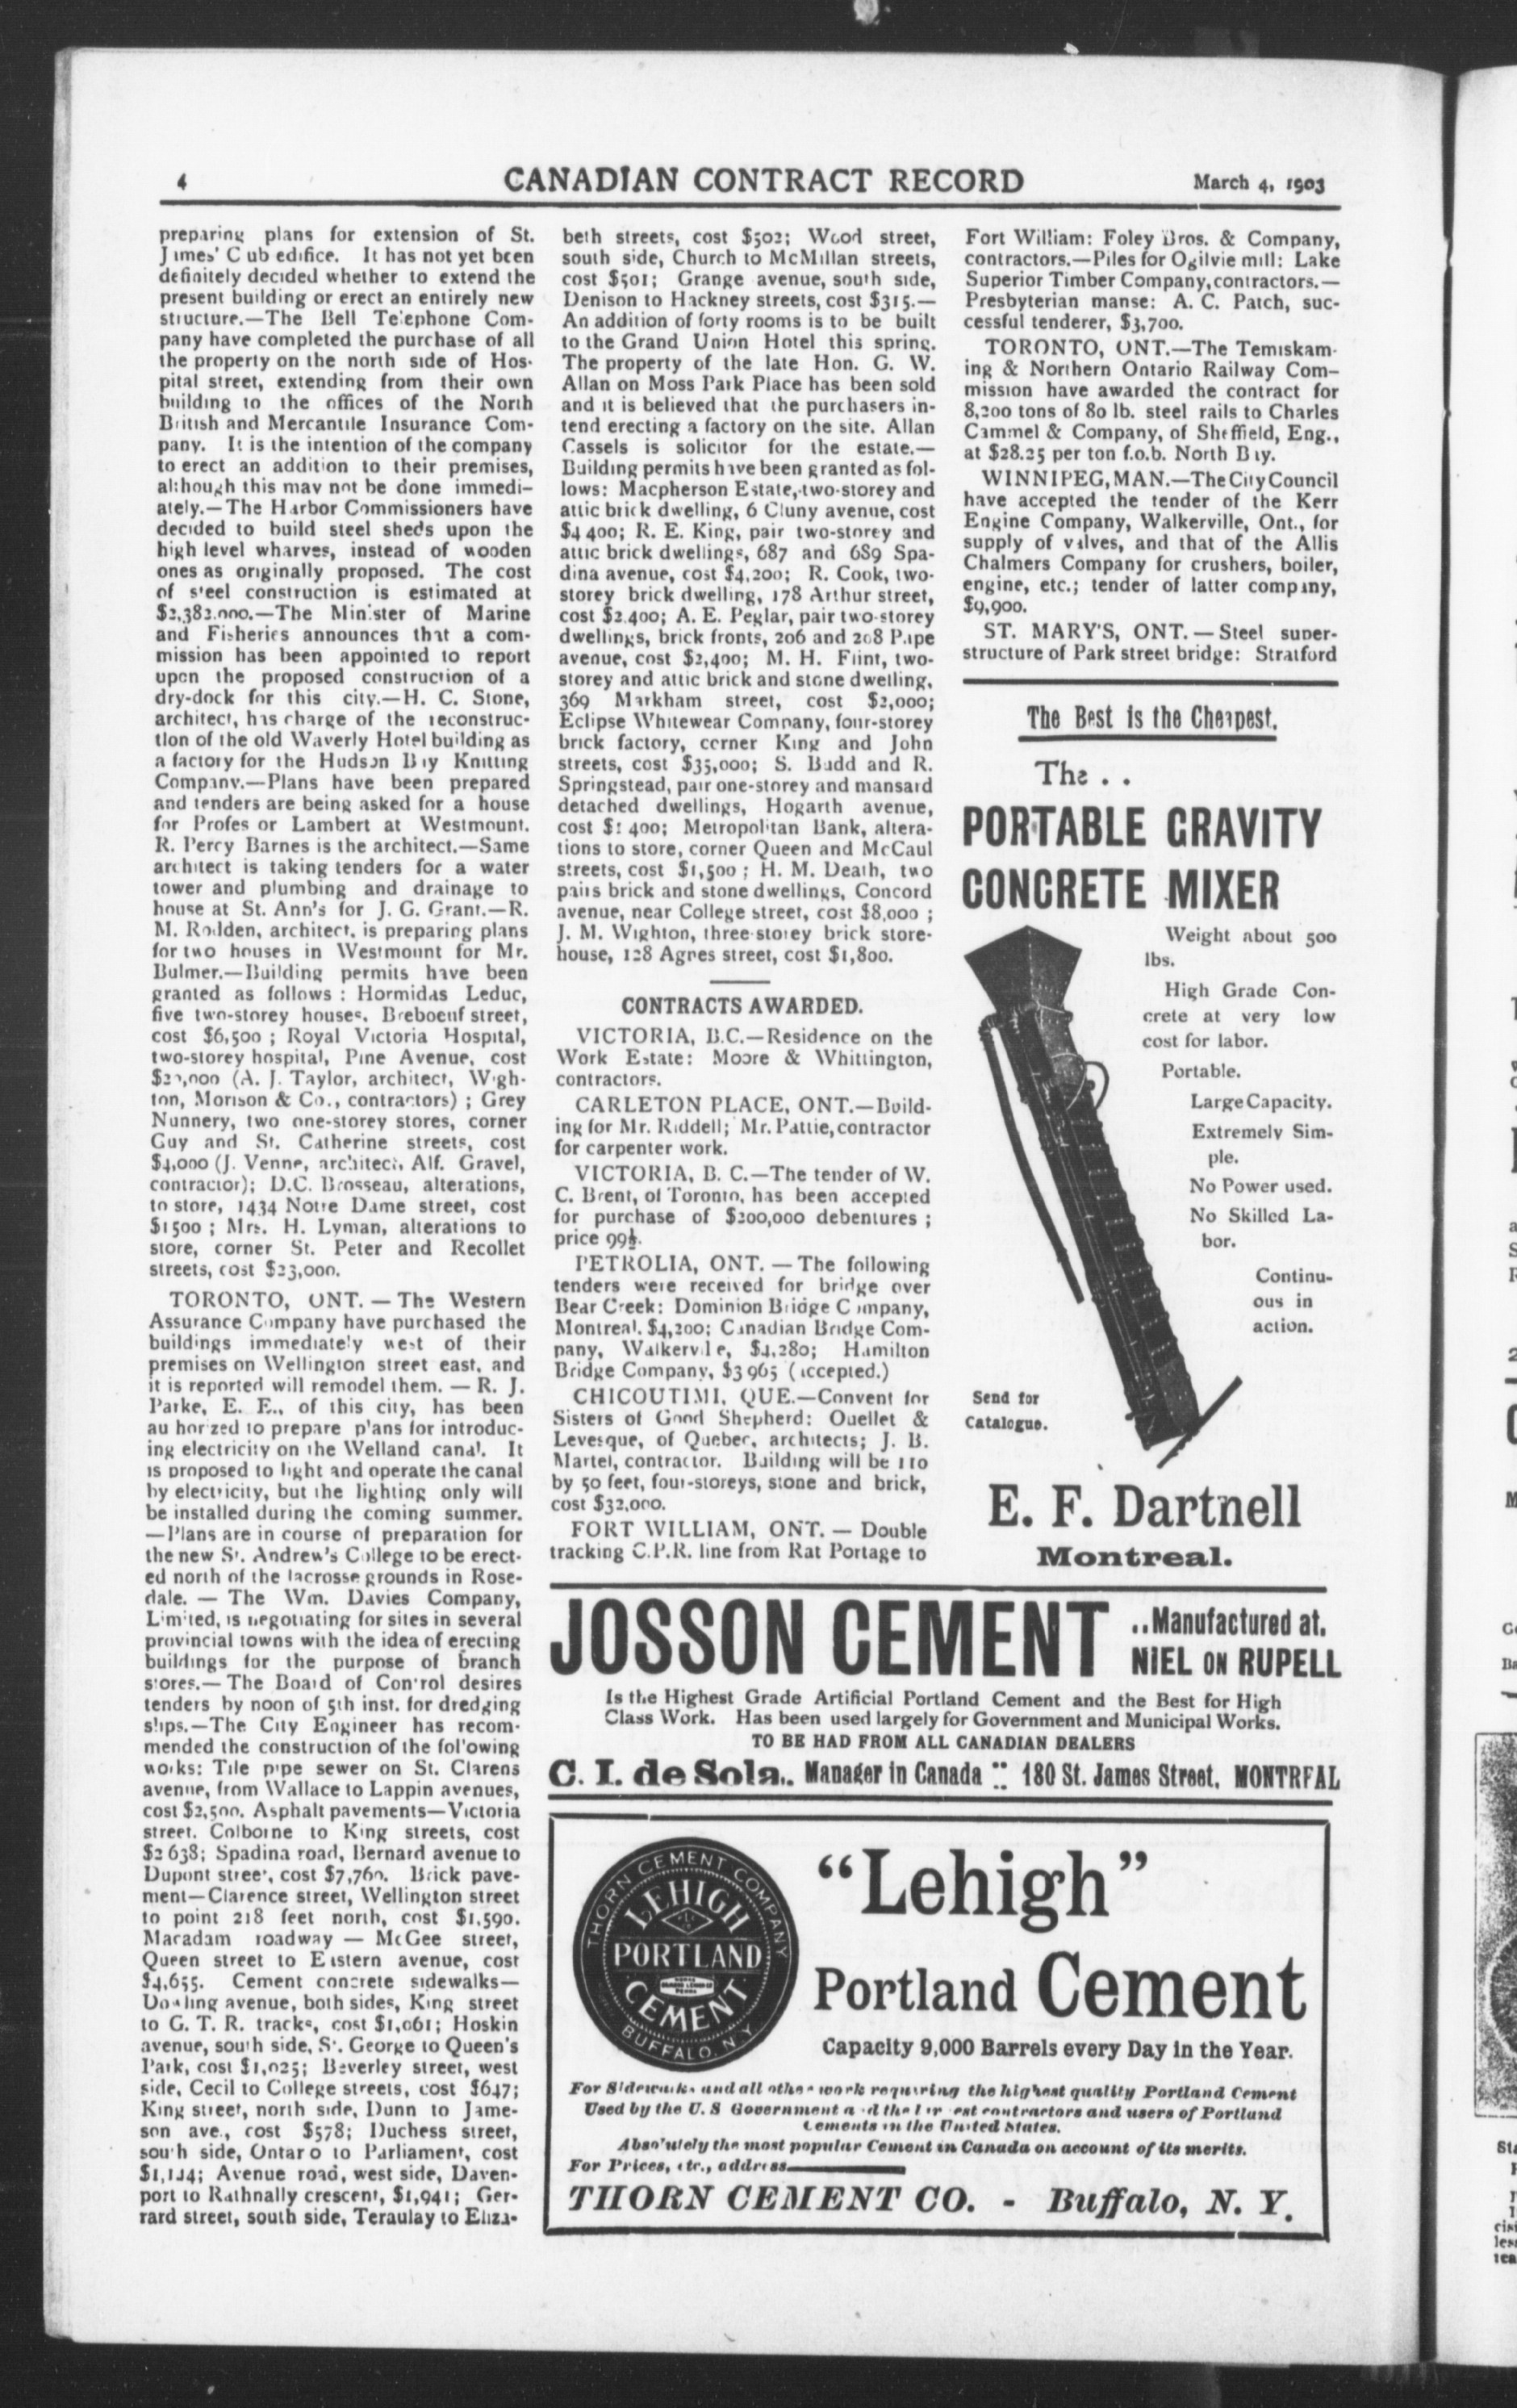 4
CANADIAN CONTRACT RECORD
March 4, 1903
preparing plans for extension of St.
James' Club edifice. It has not yet been
definitely decided whether to extend the
present building or erect an entirely new
structure.—The Bell Telephone Com-
pany have completed the purchase of all
the property on the north side of Hos-
pital street, extending from their own
building to the offices of the North
British and Mercantile Insurance Com-
pany. It is the intention of the company
to erect an addition to their premises,
although this may not be done immedi-
ately.—The Harbor Commissioners have
decided to build steel sheds upon the
high level wharves, instead of wooden
ones as originally proposed. The cost
of steel construction is estimated at
$2,382,000.—The Minister of Marine
and Fisheries announces that a com-
mission has been appointed to report
upon the proposed construction of a
dry-dock for this city.—H. C. Stone,
architect, has charge of the reconstruc-
tion of the old Waverly Hotel building as
a factory for the Hudson Bay Knitting
Company.—Plans have been prepared
and tenders are being asked for a house
for Professor Lambert at Westmount.
R. Percy Barnes is the architect.—Same
architect is taking tenders for a water
tower and plumbing and drainage to
house at St. Ann's for J. G. Grant.—R.
M. Rodden, architect, is preparing plans
for two houses in Westmount for Mr.
Bulmer.—Building permits have been
granted as follows : Hormidas Leduc,
five two-storey houses, Breboeuf street,
cost $6,500 ; Royal Victoria Hospital,
two-storey hospital, Pine Avenue, cost
(A. J. Taylor, architect, Wigh-
ton, Morison & Co., contractors) ; Grey
Nunnery, two one-storey stores, corner
Guy and St. Catherine streets, cost
$4,000 (J. Venne, architect, Alf. Gravel,
contractor); D.C. Brosseau, alterations,
to store, 1434 Notre Dame street, cost
$1500 ; Mrs. H. Lyman, alterations to
store, corner St. Peter and Recollet
streets, cost $23,000.
TORONTO, ONT. — The Western
Assurance Company have purchased the
buildings immediately west of their
premises on Wellington street east, and
it is reported will remodel them. — R. J.
Parke, E. E., of this city, has been
authorized to prepare plans for introduc-
ing electricity on the Welland canal. It
is proposed to light and operate the canal
by electricity, but the lighting only will
be installed during the coming summer.
—Plans are in course of preparation for
the new St. Andrew's College to be erect-
ed north of the lacrosse grounds in Rose-
dale. — The Wm. Davies Company,
Limited, is negotiating for sites in several
provincial towns with the idea of erecting
buildings for the purpose of branch
stores.— The Board of Control desires
tenders by noon of 5th inst. for dredging
slips.—The City Engineer has recom-
mended the construction of the following
works: Tile pipe sewer on St. Clarens
avenue, from Wallace to Lappin avenues,
cost $2,500. Asphalt pavements—Victoria
street, Colborne to King streets, cost
$2 638; Spadina road, Bernard avenue to
Dupont street, cost $7,760. Brick pave-
ment—Clarence street, Wellington street
to point 218 feet north, cost $1,590.
Macadam roadway — McGee street,
Queen street to Eastern avenue, cost
$4,655. Cement concrete sidewalks—
Dowling avenue, both sides, King street
to G. T. R. tracks, cost $1,061; Hoskin
avenue, south side, St. George to Queen's
Park, cost $1,025; Beverley street, west
side, Cecil to College streets, cost $647;
King street, north side, Dunn to Jame-
son ave., cost $578; Duchess street,
south side, Ontario to Parliament, cost
Avenue road, west side, Daven-
port to Rathnally crescent, $1,941; Ger-
rard street, south side, Teraulay to Eliza-
beth streets, cost $502; Wood street,
south side, Church to McMillan streets,
cost $501; Grange avenue, south side,
Denison to Hackney streets, cost $315.—
An addition of forty rooms is to be built
to the Grand Union Hotel this spring.
The property of the late Hon. G. W.
Allan on Moss Park Place has been sold
and it is believed that the purchasers in-
tend erecting a factory on the site. Allan
Cassels is solicitor for the estate.—
Building permits have been granted as fol-
lows: Macpherson Estate, two-storey and
attic brick dwelling, 6 Cluny avenue, cost
$4 400; R. E. King, pair two-storey and
attic brick dwellings, 687 and 689 Spa-
dina avenue, cost $4,200; R. Cook, two-
storey brick dwelling, 178 Arthur street,
cost $2.400; A. E. Peglar, pair two-storey
dwellings, brick fronts, 206 and 208 Pape
avenue, cost $2,400; M. H. Flint, two-
storey and attic brick and stone dwelling,
369 Markham street, cost $2,000;
Eclipse Whitewear Company, four-storey
brick factory, corner King and John
streets, cost $35,000; S. Budd and R.
Springstead, pair one-storey and mansard
detached dwellings, Hogarth avenue,
cost $1 400; Metropolitan Bank, altera-
tions to store, corner Queen and McCaul
streets, cost $1,500 ; H. M. Death, two
pairs brick and stone dwellings, Concord
avenue, near College street, cost $8,000 ;
J. M. Wighton, three-storey brick store-
house, 128 Agnes street, cost $1,800.
CONTRACTS AWARDED.
VICTORIA, B.C.—Residence on the
Work Estate: Moore & Whittington,
contractors.
CARLETON PLACE, ONT.—Build-
ing for Mr. Riddell; Mr. Pattie, contractor
for carpenter work.
VICTORIA, B. C.—The tender of W.
C. Brent, of Toronto, has been accepted
for purchase of $200,000 debentures ;
price 99½.
PETROLIA, ONT. — The following
tenders were received for bridge over
Bear Creek: Dominion Bridge Company,
Montreal, $4,200; Canadian Bridge Com-
pany, Walkerville, $4,280; Hamilton
Bridge Company, $3 965 (accepted.)
CHICOUTIMI, QUE.—Convent for
Sisters of Good Shepherd: Ouellet &
Levesque, of Quebec, architects; J. B.
Martel, contractor. Building will be 110
by 50 feet, four-storeys, stone and brick,
cost $32,000.
FORT WILLIAM, ONT. — Double
tracking C.P.R. line from Rat Portage to
Fort William: Foley Bros. & Company,
contractors.—Piles for Ogilvie mill: Lake
Superior Timber Company, contractors.—
Presbyterian manse: A. C. Patch, suc-
cessful tenderer, $3,700.
TORONTO, ONT.—The Temiskam-
ing & Northern Ontario Railway Com-
mission have awarded the contract for
8,200 tons of 80 lb. steel rails to Charles
Cammel & Company, of Sheffield, Eng.,
at $28.25 per ton f.o.b. North Bay.
WINNIPEG, MAN.—The City Council
have accepted the tender of the Kerr
Engine Company, Walkerville, Ont., for
supply of valves, and that of the Allis
Chalmers Company for crushers, boiler,
engine, etc.; tender of latter company,
$9,900.
ST. MARY'S, ONT. — Steel super-
structure of Park street bridge: Stratford
The Best is the Cheapest.
The . .
PORTABLE GRAVITY
CONCRETE MIXER
Weight about 500
lbs.
High Grade Con-
crete at very low
cost for labor.
Portable.
Large Capacity.
Extremely Sim-
ple.
No Power used.
No Skilled La-
bor.
Continu-
ous in
action.
Send for
Catalogue.
E. F. Dartnell
Montreal.
JOSSON CEMENT
..Manufactured at.
NIEL ON RUPELL
Is the Highest Grade Artificial Portland Cement and the Best for High
Class Work. Has been used largely for Government and Municipal Works.
TO BE HAD FROM ALL CANADIAN DEALERS
C. I. de Sola., Manager in Canada :: 180 St. James Street, MONTREAL
THORN CEMENT COMPANY
LEHIGH
PORTLAND
CEMENT
BUFFALO. N.Y.
"Lehigh"
Portland Cement
Capacity 9,000 Barrels every Day in the Year.
For Sidewalks and all other work requiring the highest quality Portland Cement
Used by the U. S Government and the largest contractors and users of Portland
Cements in the United States.
Absolutely the most popular Cement in Canada on account of its merits.
For Prices, etc., address
THORN CEMENT CO. - Buffalo, N. Y.